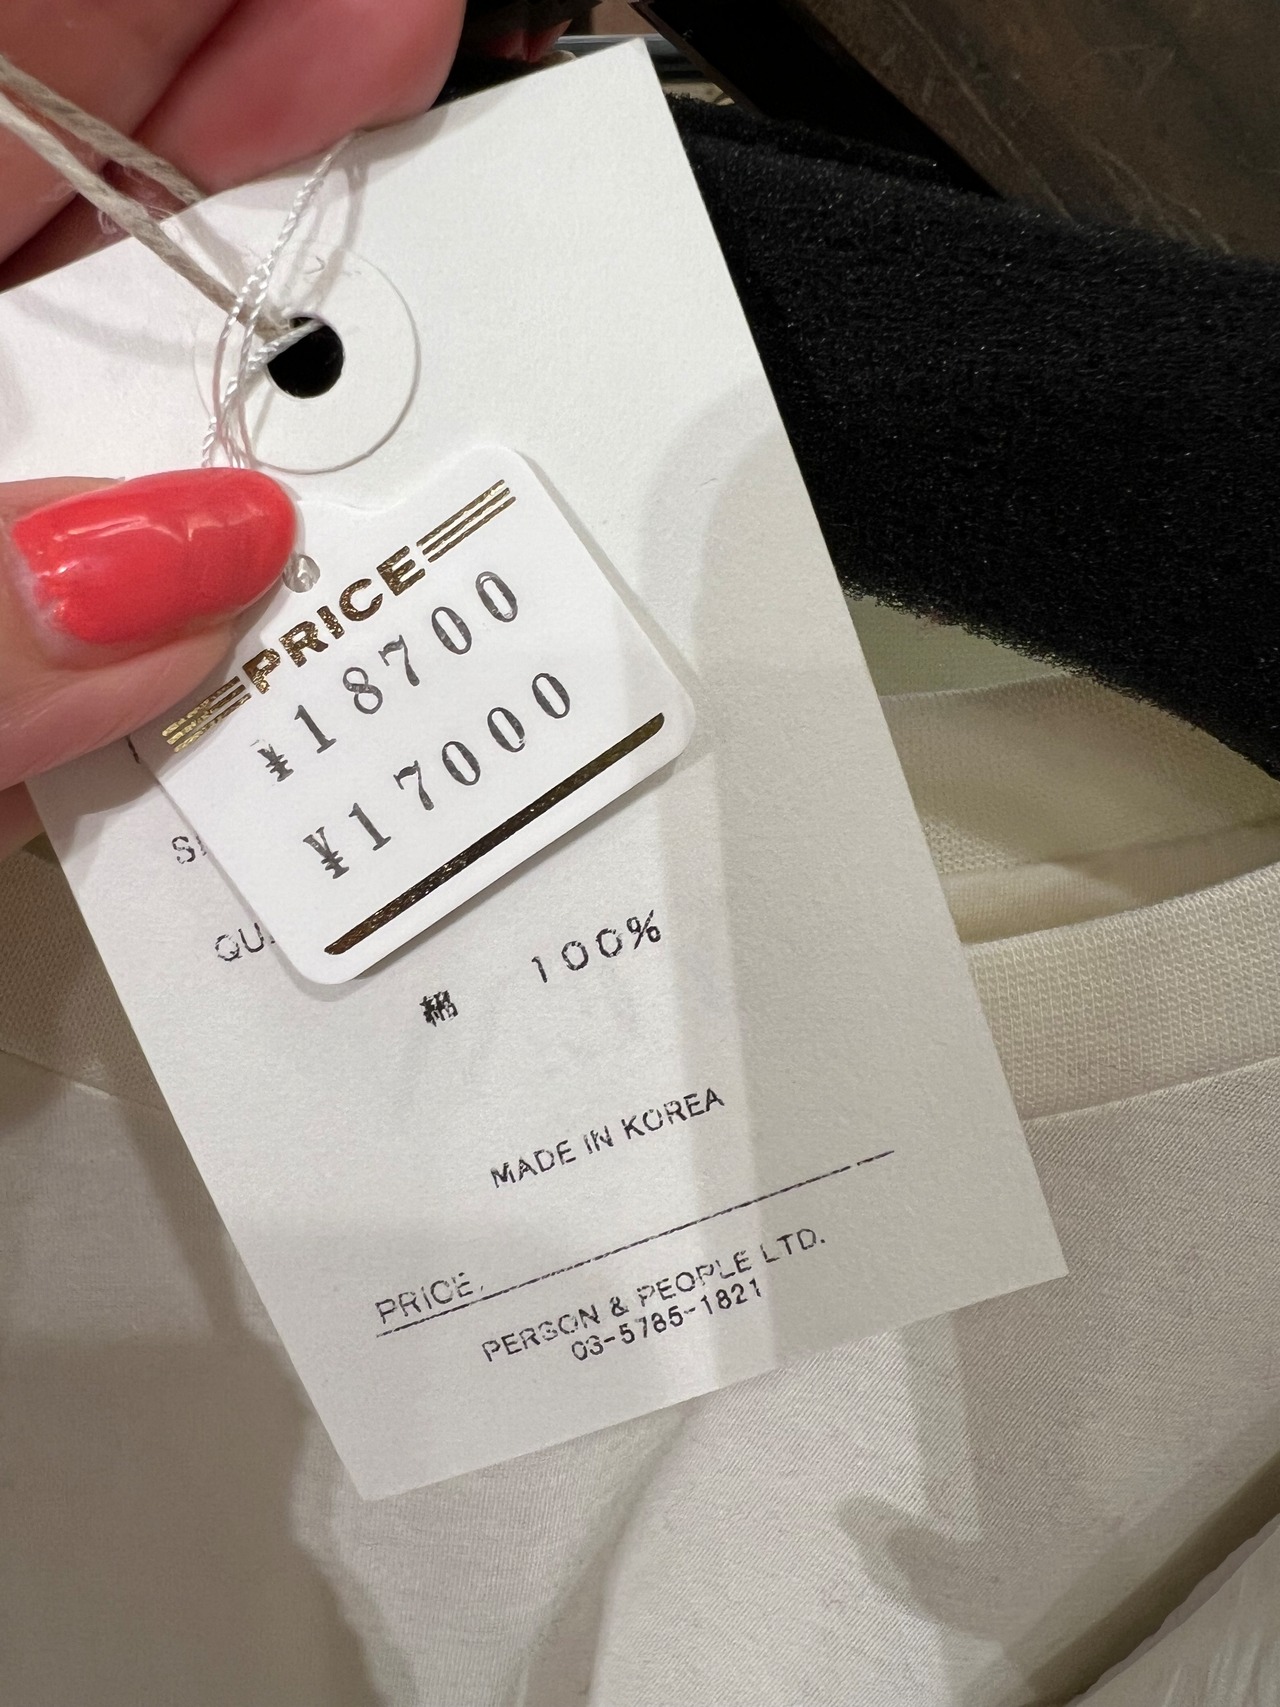 PRICE
¥18700
¥17000
綿 100%
MADE IN KOREA
PRICE.
PERSON & PEOPLE LTD.
03-5785-1821